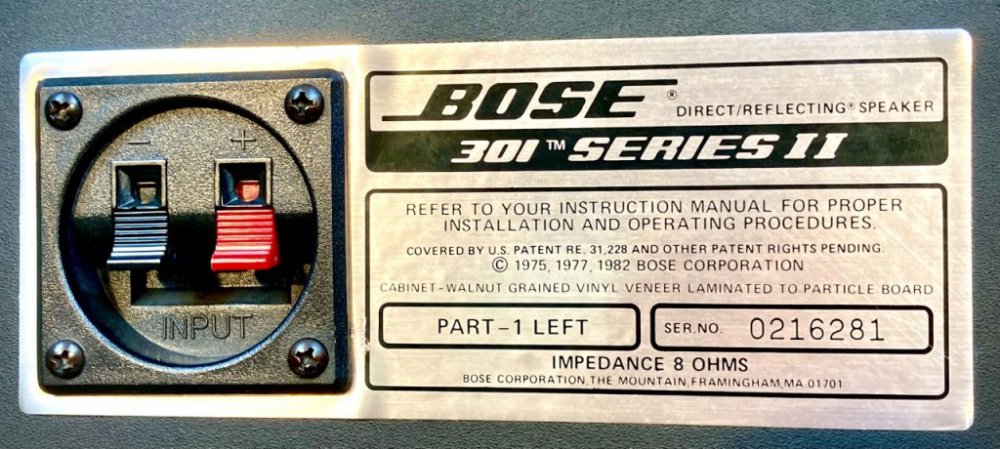 BOSE® DIRECT/REFLECTING® SPEAKER
301™ SERIES II
- +
INPUT
REFER TO YOUR INSTRUCTION MANUAL FOR PROPER
INSTALLATION AND OPERATING PROCEDURES.
COVERED BY U.S. PATENT RE. 31,228 AND OTHER PATENT RIGHTS PENDING.
© 1975, 1977, 1982 BOSE CORPORATION
CABINET-WALNUT GRAINED VINYL VENEER LAMINATED TO PARTICLE BOARD
PART-1 LEFT
SER.NO. 0216281
IMPEDANCE 8 OHMS
BOSE CORPORATION, THE MOUNTAIN, FRAMINGHAM, MA 01701